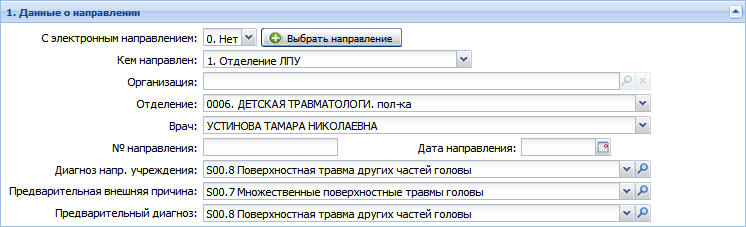 1. Данные о направлении
С электронным направлением: 0. Нет Выбрать направление
Кем направлен: 1. Отделение ЛПУ
Организация:
Отделение: 0006. ДЕТСКАЯ ТРАВМАТОЛОГИ. пол-ка
Врач: УСТИНОВА ТАМАРА НИКОЛАЕВНА
№ направления: Дата направления:
Диагноз напр. учреждения: S00.8 Поверхностная травма других частей головы
Предварительная внешняя причина: S00.7 Множественные поверхностные травмы головы
Предварительный диагноз: S00.8 Поверхностная травма других частей головы